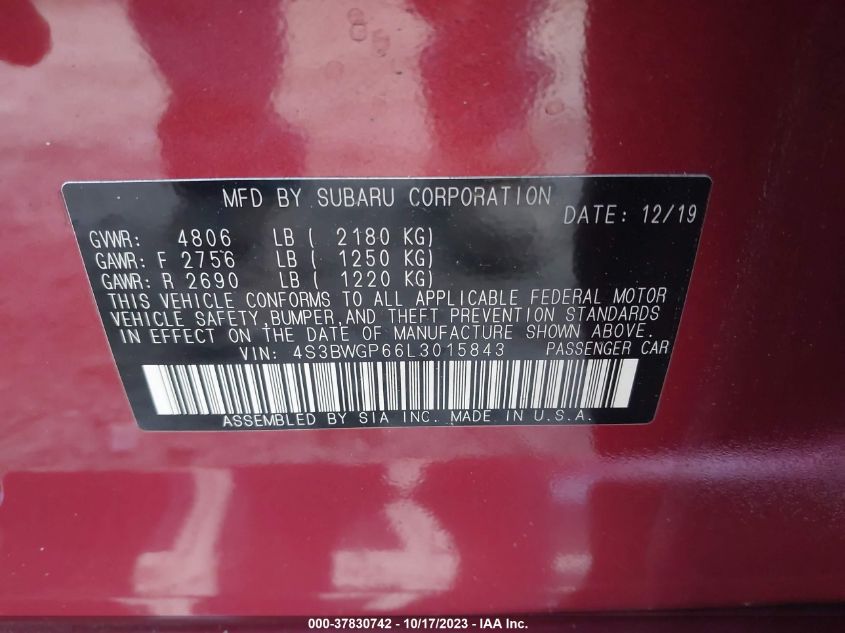 MFD BY SUBARU CORPORATION
DATE: 12/19
GVWR: 4806 LB ( 2180 KG)
GAWR: F 2756 LB ( 1250 KG)
GAWR: R 2690 LB ( 1220 KG)
THIS VEHICLE CONFORMS TO ALL APPLICABLE FEDERAL MOTOR
VEHICLE SAFETY, BUMPER, AND THEFT PREVENTION STANDARDS
IN EFFECT ON THE DATE OF MANUFACTURE SHOWN ABOVE.
VIN: 4S3BWGP66L3015843 PASSENGER CAR
ASSEMBLED BY SIA INC. MADE IN U.S.A.
000-37830742 - 10/17/2023 - IAA Inc.